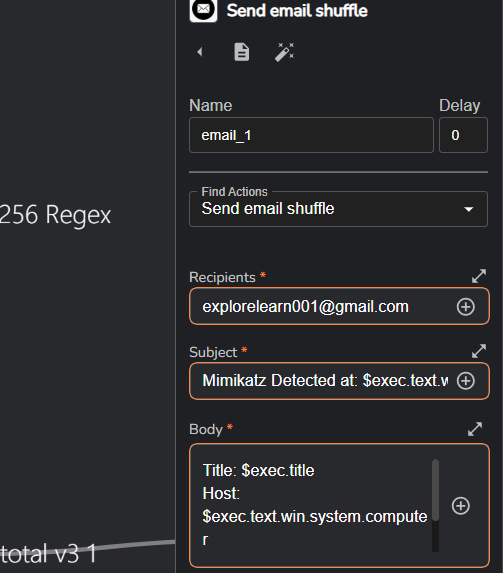 Send email shuffle
Name
Delay
email_1
0
Find Actions
Send email shuffle
256 Regex
Recipients *
explorelearn001@gmail.com
Subject *
Mimikatz Detected at: $exec.text.w
Body *
Title: $exec.title
Host:
$exec.text.win.system.compute
r
total v3 1